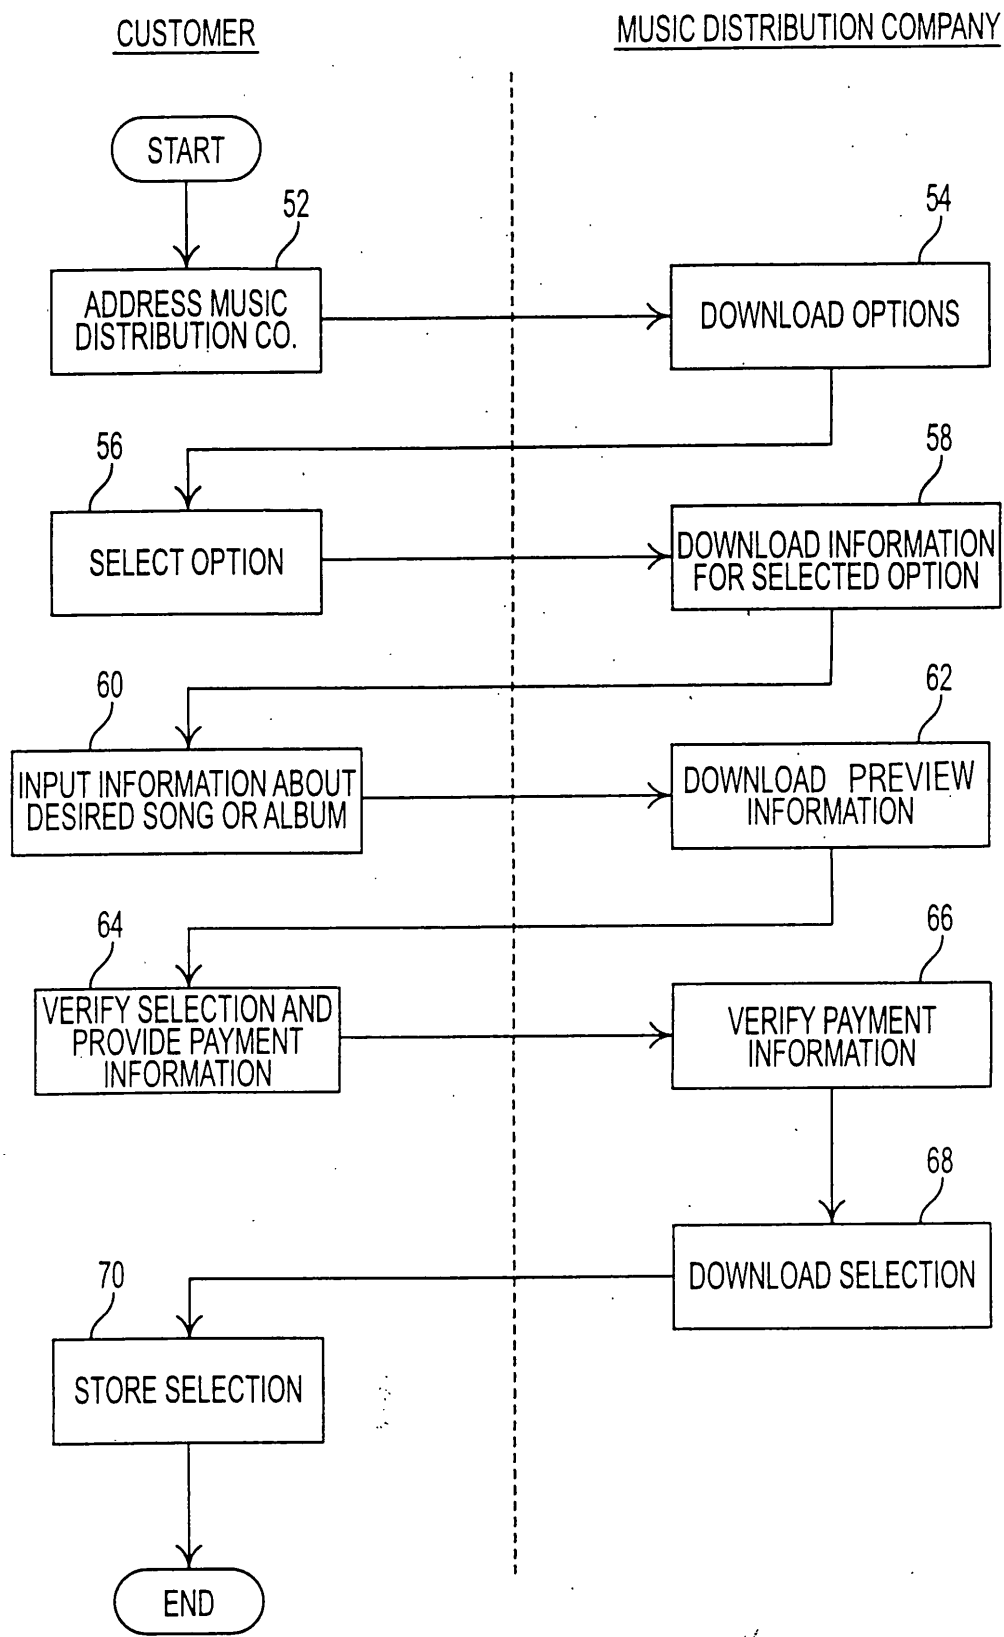 CUSTOMER
MUSIC DISTRIBUTION COMPANY
START
52
ADDRESS MUSIC
DISTRIBUTION CO.
54
DOWNLOAD OPTIONS
56
SELECT OPTION
58
DOWNLOAD INFORMATION
FOR SELECTED OPTION
60
INPUT INFORMATION ABOUT
DESIRED SONG OR ALBUM
62
DOWNLOAD PREVIEW
INFORMATION
64
VERIFY SELECTION AND
PROVIDE PAYMENT
INFORMATION
66
VERIFY PAYMENT
INFORMATION
68
DOWNLOAD SELECTION
70
STORE SELECTION
END